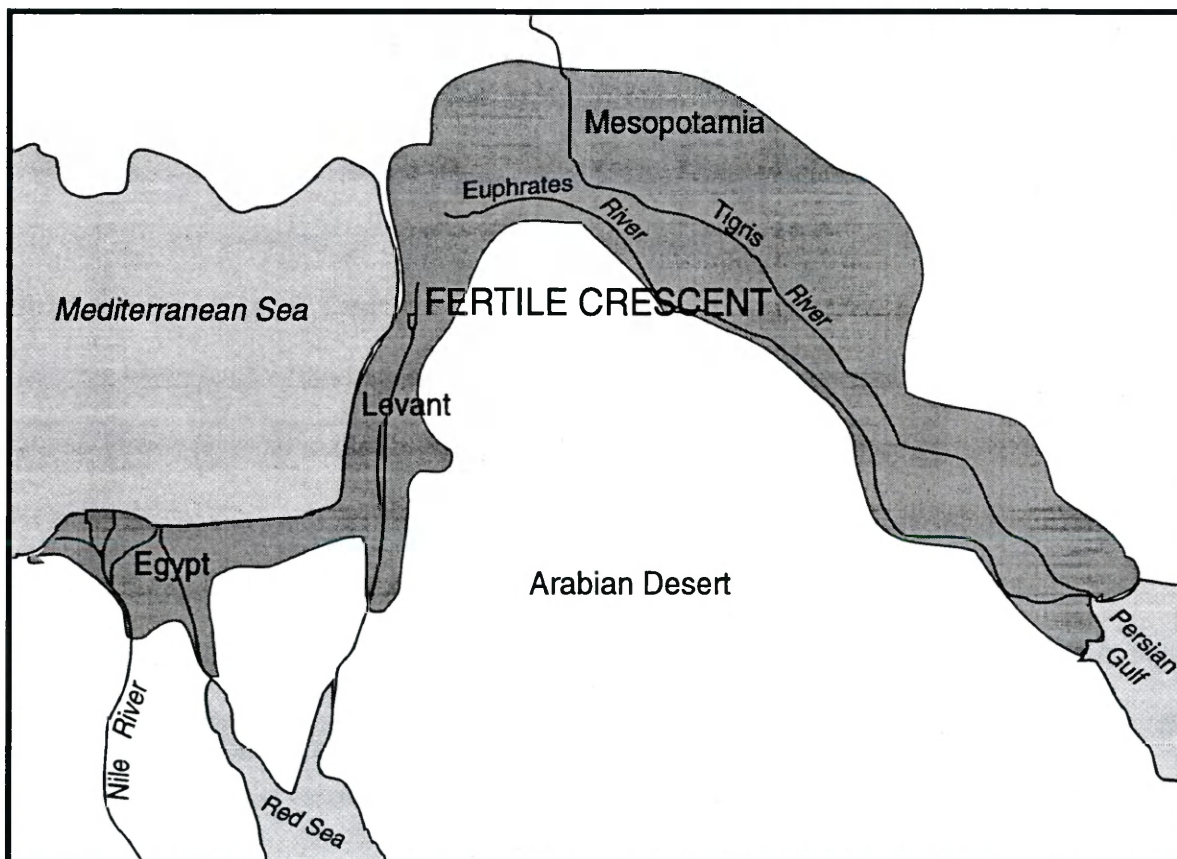 Mesopotamia
Euphrates
River
Tigris
River
Mediterranean Sea
FERTILE CRESCENT
Levant
Egypt
Arabian Desert
Persian
Gulf
Nile River
Red Sea